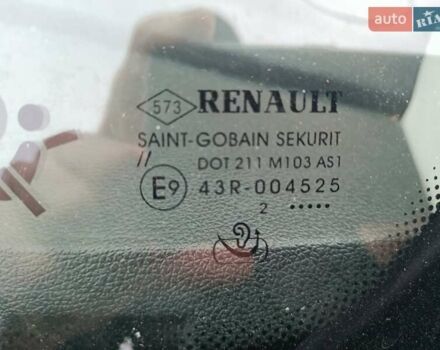 auto RIA
573 RENAULT
SAINT-GOBAIN SEKURIT
//
DOT 211 M103 AS1
E9 43R-004525
2 •••••